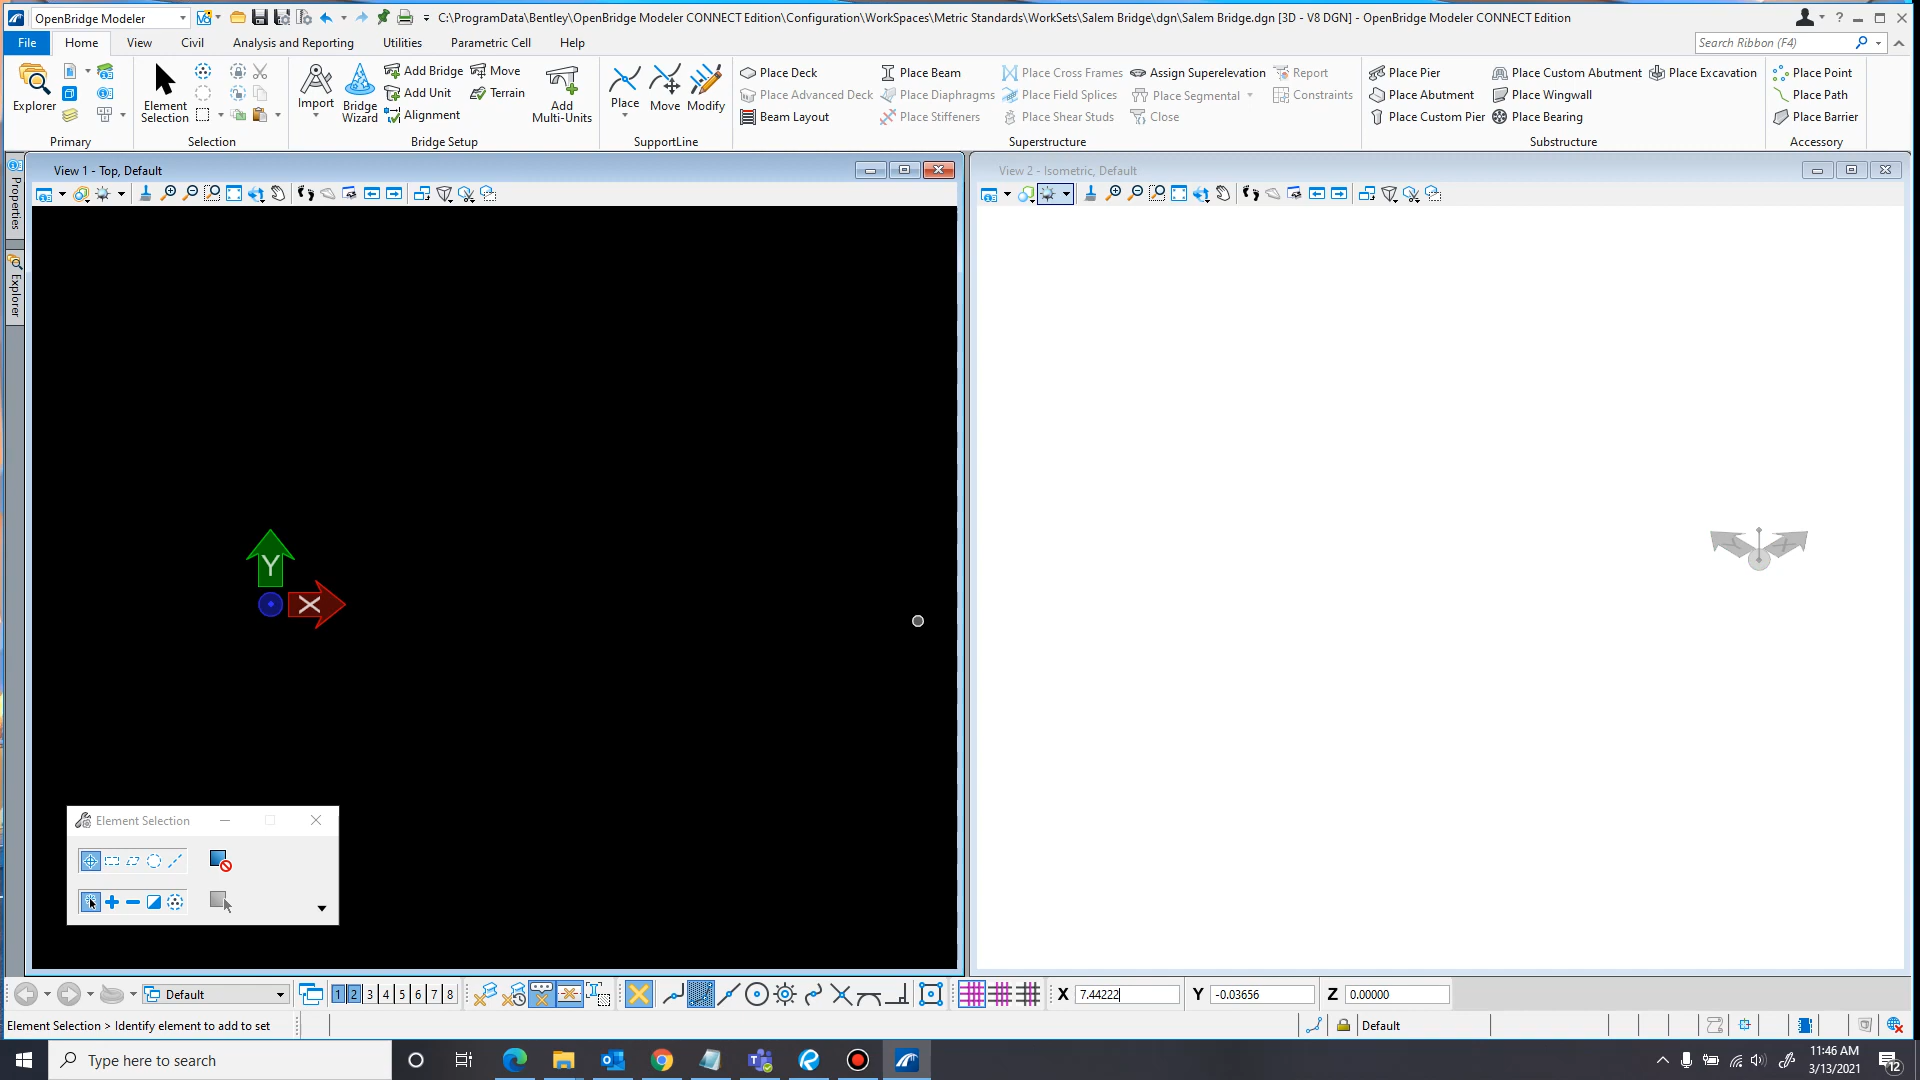 OpenBridge Modeler
C:\ProgramData\Bentley\OpenBridge Modeler CONNECT Edition\Configuration\WorkSpaces\Metric Standards\WorkSets\Salem Bridge\dgn\Salem Bridge.dgn [3D - V8 DGN] - OpenBridge Modeler CONNECT Edition
File Home View Civil Analysis and Reporting Utilities Parametric Cell Help
Search Ribbon (F4)
Explorer
Primary
Element Selection
Selection
Import
Bridge Wizard
Add Bridge
Add Unit
Alignment
Move
Terrain
Add Multi-Units
Bridge Setup
Place
Move
Modify
SupportLine
Place Deck
Place Advanced Deck
Beam Layout
Place Beam
Place Diaphragms
Place Stiffeners
Place Cross Frames
Place Field Splices
Place Shear Studs
Assign Superelevation
Place Segmental
Close
Report
Constraints
Superstructure
Place Pier
Place Abutment
Place Custom Pier
Place Custom Abutment
Place Wingwall
Place Bearing
Place Excavation
Substructure
Place Point
Place Path
Place Barrier
Accessory
Properties
Explorer
View 1 - Top, Default
View 2 - Isometric, Default
Y
X
Element Selection
Default
1 2 3 4 5 6 7 8
X 7.44222
Y -0.03656
Z 0.00000
Element Selection > Identify element to add to set
Default
Type here to search
11:46 AM
3/13/2021
12